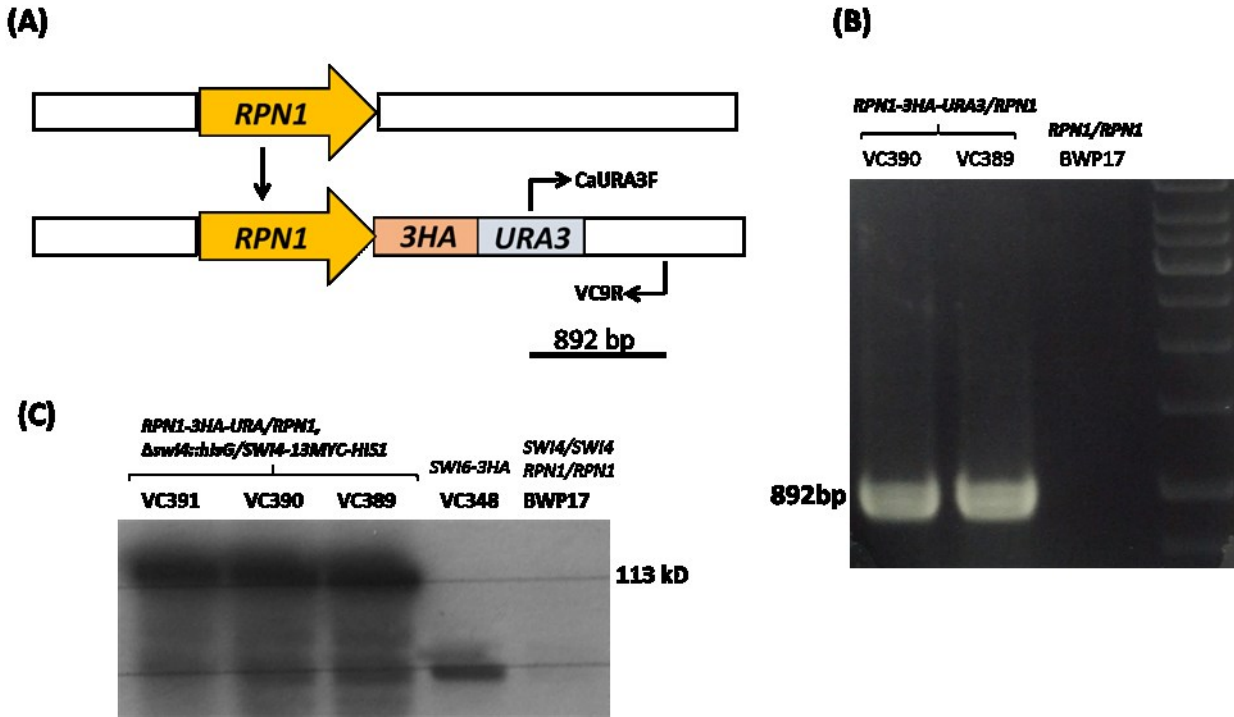 (A)
RPN1
RPN1 3HA URA3
CaURA3F
VC9R
892 bp
(B)
RPN1-3HA-URA3/RPN1
RPN1/RPN1
VC390 VC389 BWP17
892bp
(C)
RPN1-3HA-URA/RPN1,
Δswi4::hisG/SWI4-13MYC-HIS1
SWI6-3HA
SWI4/SWI4
RPN1/RPN1
VC391 VC390 VC389 VC348 BWP17
113 kD